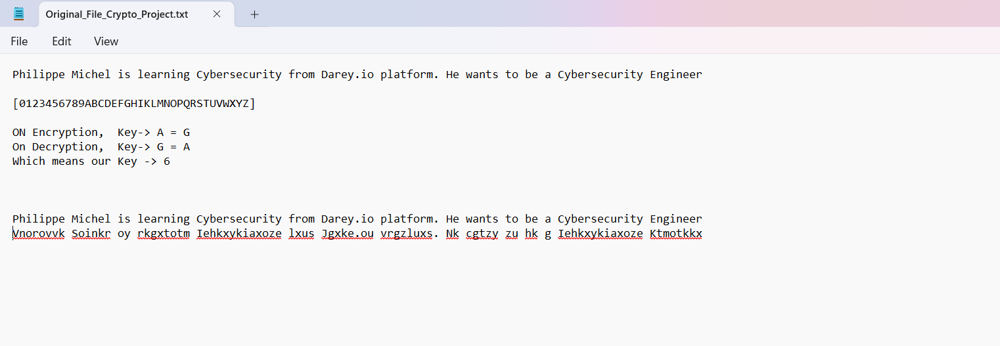 Original_File_Crypto_Project.txt
File Edit View
Philippe Michel is learning Cybersecurity from Darey.io platform. He wants to be a Cybersecurity Engineer
[0123456789ABCDEFGHIKLMNOPQRSTUVWXYZ]
ON Encryption,  Key-> A = G
On Decryption,  Key-> G = A
Which means our Key -> 6
Philippe Michel is learning Cybersecurity from Darey.io platform. He wants to be a Cybersecurity Engineer
Vnorovvk Soinkr oy rkgxtotm Iehkxykiaxoze lxus Jgxke.ou vrgzluxs. Nk cgtzy zu hk g Iehkxykiaxoze Ktmotkkx